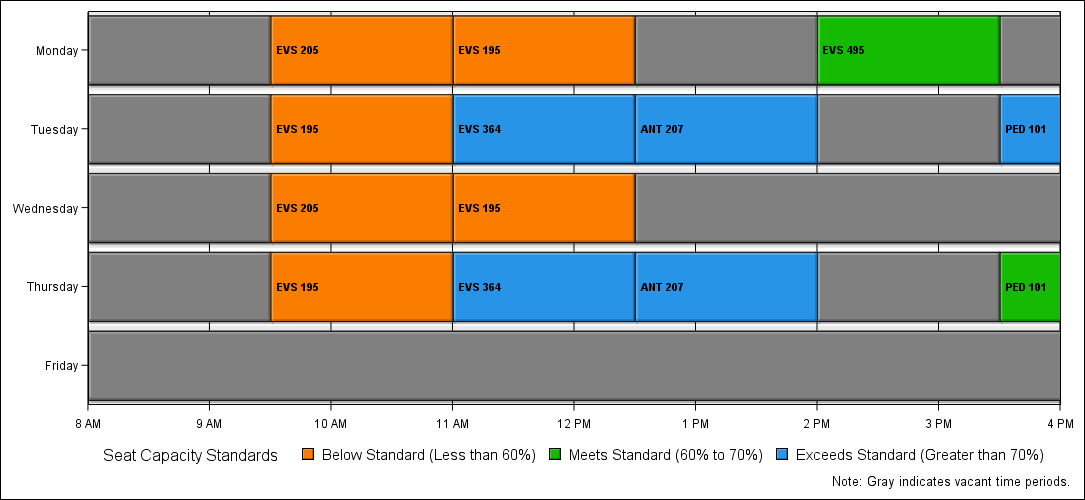 Monday EVS 205 EVS 195 EVS 495
Tuesday EVS 195 EVS 364 ANT 207 PED 101
Wednesday EVS 205 EVS 195
Thursday EVS 195 EVS 364 ANT 207 PED 101
Friday
8 AM 9 AM 10 AM 11 AM 12 PM 1 PM 2 PM 3 PM 4 PM
Seat Capacity Standards Below Standard (Less than 60%) Meets Standard (60% to 70%) Exceeds Standard (Greater than 70%)
Note: Gray indicates vacant time periods.